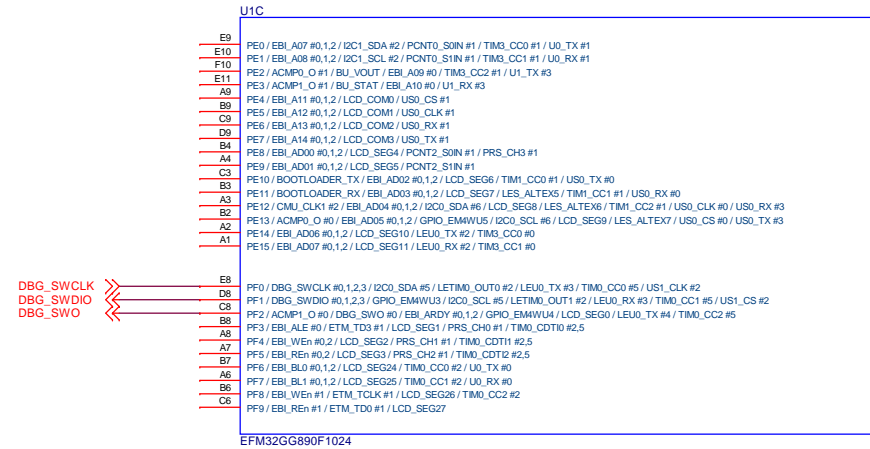 U1C
E9 PE0 / EBI_A07 #0,1,2 / I2C1_SDA #2 / PCNT0_S0IN #1 / TIM3_CC0 #1 / U0_TX #1
E10 PE1 / EBI_A08 #0,1,2 / I2C1_SCL #2 / PCNT0_S1IN #1 / TIM3_CC1 #1 / U0_RX #1
F10 PE2 / ACMP0_O #1 / BU_VOUT / EBI_A09 #0 / TIM3_CC2 #1 / U1_TX #3
E11 PE3 / ACMP1_O #1 / BU_STAT / EBI_A10 #0 / U1_RX #3
A9 PE4 / EBI_A11 #0,1,2 / LCD_COM0 / US0_CS #1
B9 PE5 / EBI_A12 #0,1,2 / LCD_COM1 / US0_CLK #1
C9 PE6 / EBI_A13 #0,1,2 / LCD_COM2 / US0_RX #1
D9 PE7 / EBI_A14 #0,1,2 / LCD_COM3 / US0_TX #1
B4 PE8 / EBI_AD00 #0,1,2 / LCD_SEG4 / PCNT2_S0IN #1 / PRS_CH3 #1
A4 PE9 / EBI_AD01 #0,1,2 / LCD_SEG5 / PCNT2_S1IN #1
C3 PE10 / BOOTLOADER_TX / EBI_AD02 #0,1,2 / LCD_SEG6 / TIM1_CC0 #1 / US0_TX #0
B3 PE11 / BOOTLOADER_RX / EBI_AD03 #0,1,2 / LCD_SEG7 / LES_ALTEX5 / TIM1_CC1 #1 / US0_RX #0
A3 PE12 / CMU_CLK1 #2 / EBI_AD04 #0,1,2 / I2C0_SDA #6 / LCD_SEG8 / LES_ALTEX6 / TIM1_CC2 #1 / US0_CLK #0 / US0_RX #3
B2 PE13 / ACMP0_O #0 / EBI_AD05 #0,1,2 / GPIO_EM4WU5 / I2C0_SCL #6 / LCD_SEG9 / LES_ALTEX7 / US0_CS #0 / US0_TX #3
A2 PE14 / EBI_AD06 #0,1,2 / LCD_SEG10 / LEU0_TX #2 / TIM3_CC0 #0
A1 PE15 / EBI_AD07 #0,1,2 / LCD_SEG11 / LEU0_RX #2 / TIM3_CC1 #0
DBG_SWCLK E8 PF0 / DBG_SWCLK #0,1,2,3 / I2C0_SDA #5 / LETIM0_OUT0 #2 / LEU0_TX #3 / TIM0_CC0 #5 / US1_CLK #2
DBG_SWDIO D8 PF1 / DBG_SWDIO #0,1,2,3 / GPIO_EM4WU3 / I2C0_SCL #5 / LETIM0_OUT1 #2 / LEU0_RX #3 / TIM0_CC1 #5 / US1_CS #2
DBG_SWO C8 PF2 / ACMP1_O #0 / DBG_SWO #0 / EBI_ARDY #0,1,2 / GPIO_EM4WU4 / LCD_SEG0 / LEU0_TX #4 / TIM0_CC2 #5
B8 PF3 / EBI_ALE #0 / ETM_TD3 #1 / LCD_SEG1 / PRS_CH0 #1 / TIM0_CDTI0 #2,5
A8 PF4 / EBI_WEn #0,2 / LCD_SEG2 / PRS_CH1 #1 / TIM0_CDTI1 #2,5
A7 PF5 / EBI_REn #0,2 / LCD_SEG3 / PRS_CH2 #1 / TIM0_CDTI2 #2,5
B7 PF6 / EBI_BL0 #0,1,2 / LCD_SEG24 / TIM0_CC0 #2 / U0_TX #0
A6 PF7 / EBI_BL1 #0,1,2 / LCD_SEG25 / TIM0_CC1 #2 / U0_RX #0
B6 PF8 / EBI_WEn #1 / ETM_TCLK #1 / LCD_SEG26 / TIM0_CC2 #2
C6 PF9 / EBI_REn #1 / ETM_TD0 #1 / LCD_SEG27
EFM32GG890F1024